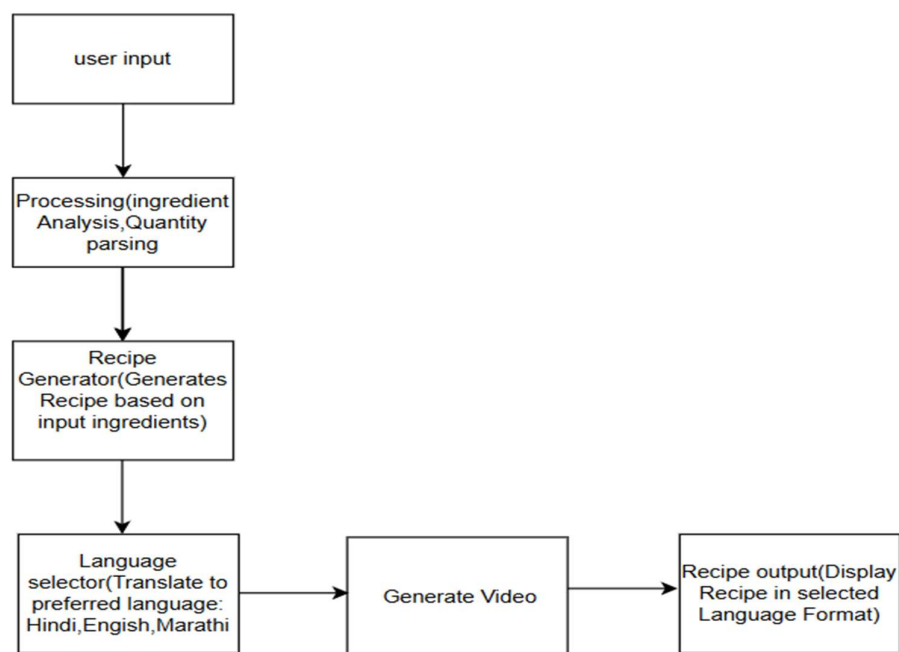 user input
Processing(ingredient
Analysis,Quantity
parsing
Recipe
Generator(Generates
Recipe based on
input ingredients)
Language
selector(Translate to
preferred language:
Hindi,Engish,Marathi
Generate Video
Recipe output(Display
Recipe in selected
Language Format)